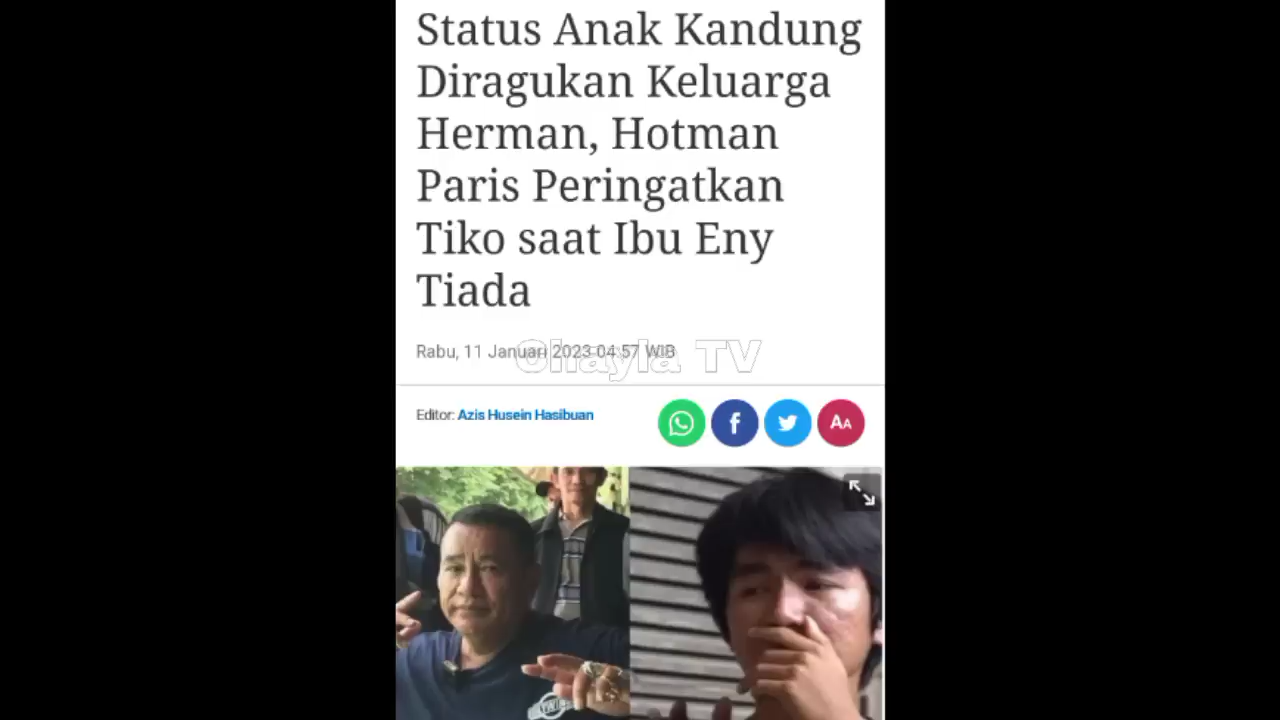 Status Anak Kandung
Diragukan Keluarga
Herman, Hotman
Paris Peringatkan
Tiko saat Ibu Eny
Tiada
Rabu, 11 Januari 2023 04:57 WIB
Olayla TV
Editor: Azis Husein Hasibuan
AA